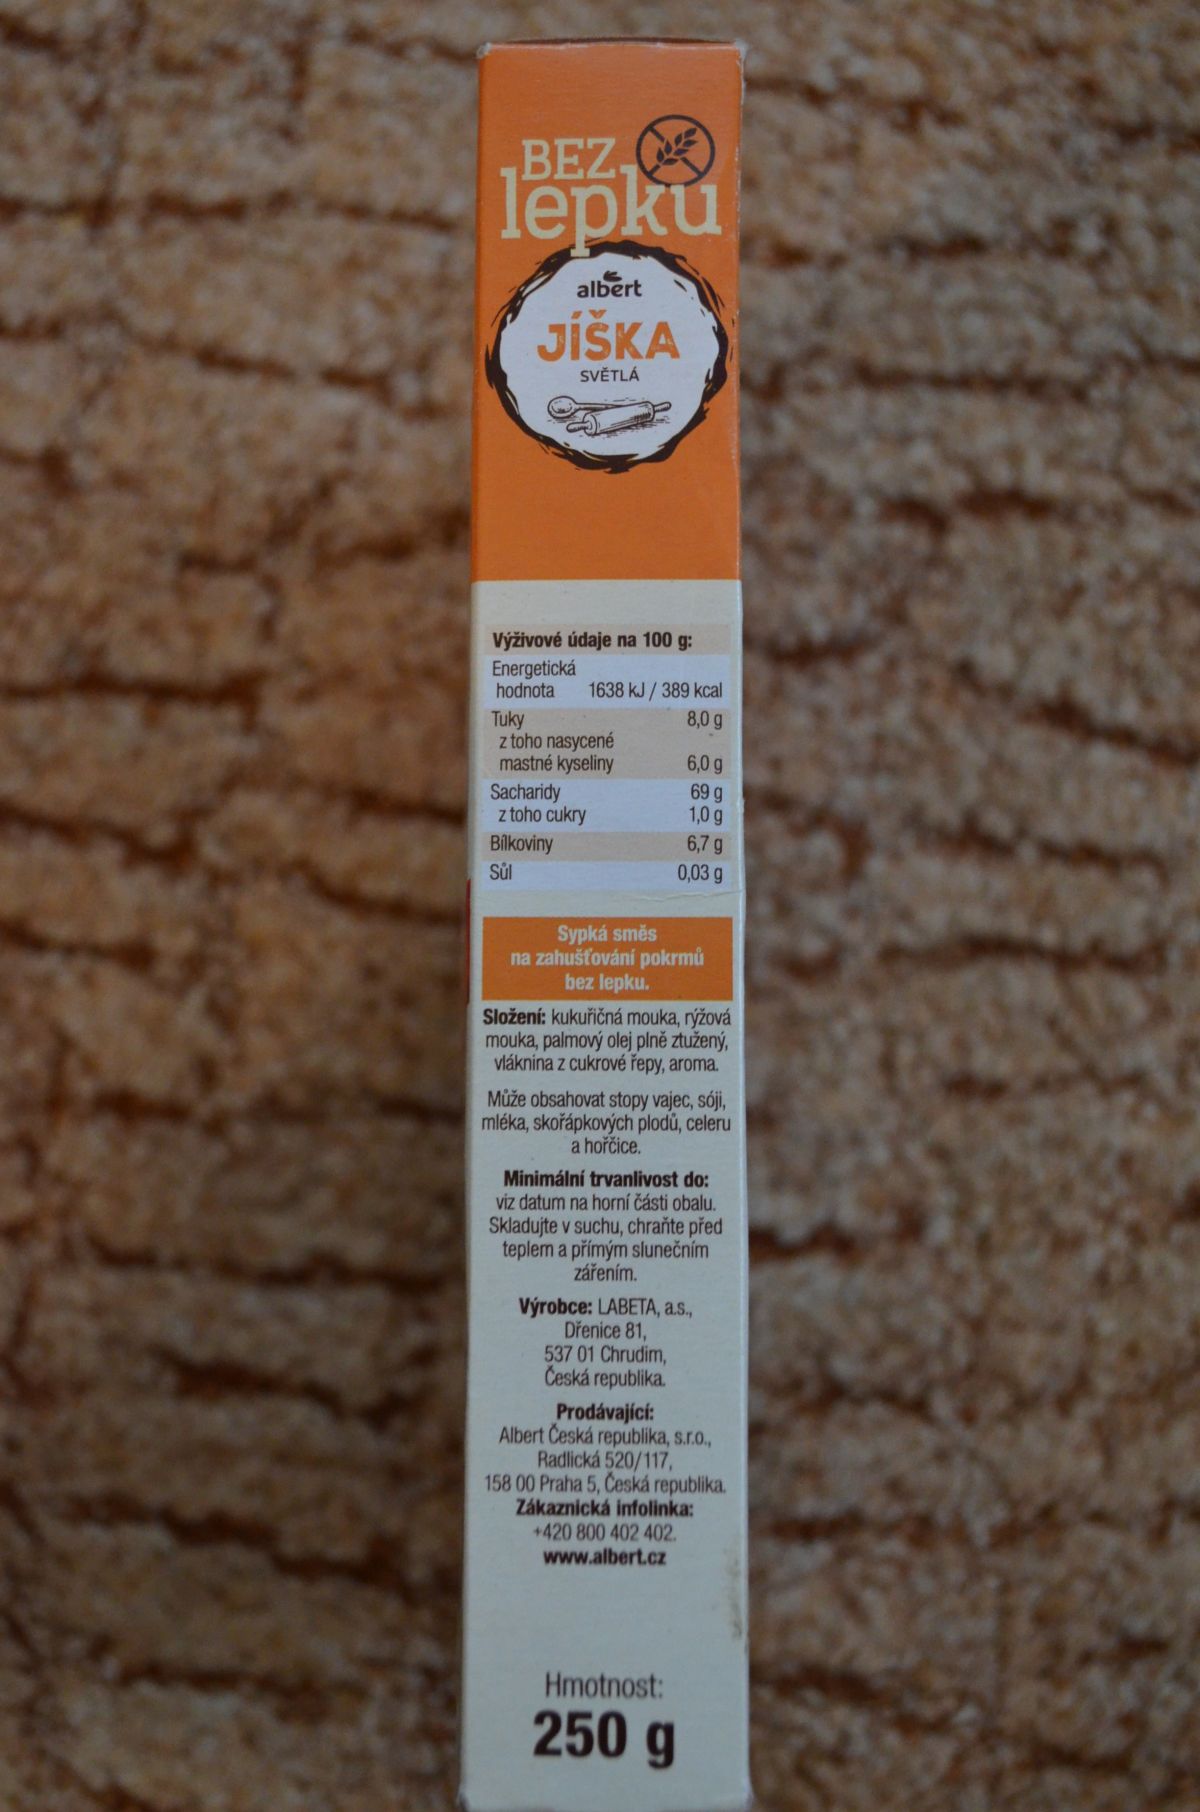 BEZ
lepku
albert
JÍŠKA
SVĚTLÁ
Výživové údaje na 100 g:
Energetická
hodnota 1638 kJ / 389 kcal
Tuky 8,0 g
z toho nasycené
mastné kyseliny 6,0 g
Sacharidy 69 g
z toho cukry 1,0 g
Bílkoviny 6,7 g
Sůl 0,03 g
Sypká směs
na zahušťování pokrmů
bez lepku.
Složení: kukuřičná mouka, rýžová
mouka, palmový olej plně ztužený,
vláknina z cukrové řepy, aroma.
Může obsahovat stopy vajec, sóji,
mléka, skořápkových plodů, celeru
a hořčice.
Minimální trvanlivost do:
viz datum na horní části obalu.
Skladujte v suchu, chraňte před
teplem a přímým slunečním
zářením.
Výrobce: LABETA, a.s.,
Dřenice 81,
537 01 Chrudim,
Česká republika.
Prodávající:
Albert Česká republika, s.r.o.,
Radlická 520/117,
158 00 Praha 5, Česká republika.
Zákaznická infolinka:
+420 800 402 402.
www.albert.cz
Hmotnost:
250 g